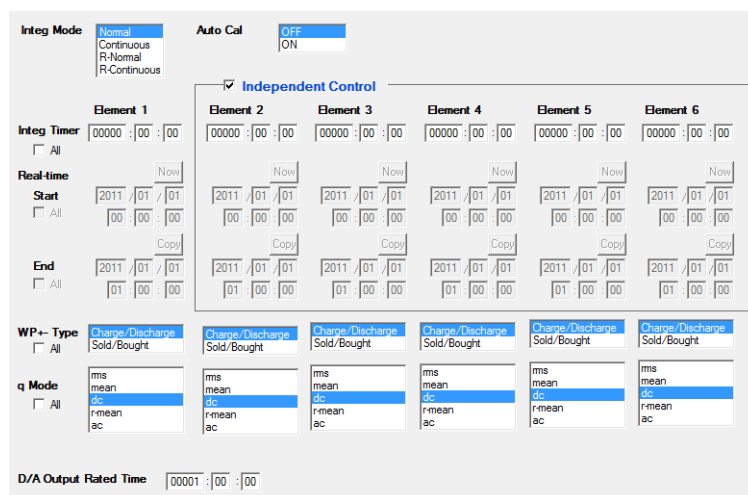 Integ Mode Normal Auto Cal OFF
Continuous ON
R-Normal
R-Continuous
Independent Control
Element 1 Element 2 Element 3 Element 4 Element 5 Element 6
Integ Timer 00000 : 00 : 00 00000 : 00 : 00 00000 : 00 : 00 00000 : 00 : 00 00000 : 00 : 00 00000 : 00 : 00
All
Real-time Now Now Now Now Now Now
Start 2011 / 01 / 01 2011 / 01 / 01 2011 / 01 / 01 2011 / 01 / 01 2011 / 01 / 01 2011 / 01 / 01
All 00 : 00 : 00 00 : 00 : 00 00 : 00 : 00 00 : 00 : 00 00 : 00 : 00 00 : 00 : 00
Copy Copy Copy Copy Copy Copy
End 2011 / 01 / 01 2011 / 01 / 01 2011 / 01 / 01 2011 / 01 / 01 2011 / 01 / 01 2011 / 01 / 01
All 01 : 00 : 00 01 : 00 : 00 01 : 00 : 00 01 : 00 : 00 01 : 00 : 00 01 : 00 : 00
WP+- Type Charge/Discharge Charge/Discharge Charge/Discharge Charge/Discharge Charge/Discharge Charge/Discharge
All Sold/Bought Sold/Bought Sold/Bought Sold/Bought Sold/Bought Sold/Bought
rms rms rms rms rms rms
q Mode mean mean mean mean mean mean
All dc dc dc dc dc dc
r-mean r-mean r-mean r-mean r-mean r-mean
ac ac ac ac ac ac
D/A Output Rated Time 00001 : 00 : 00